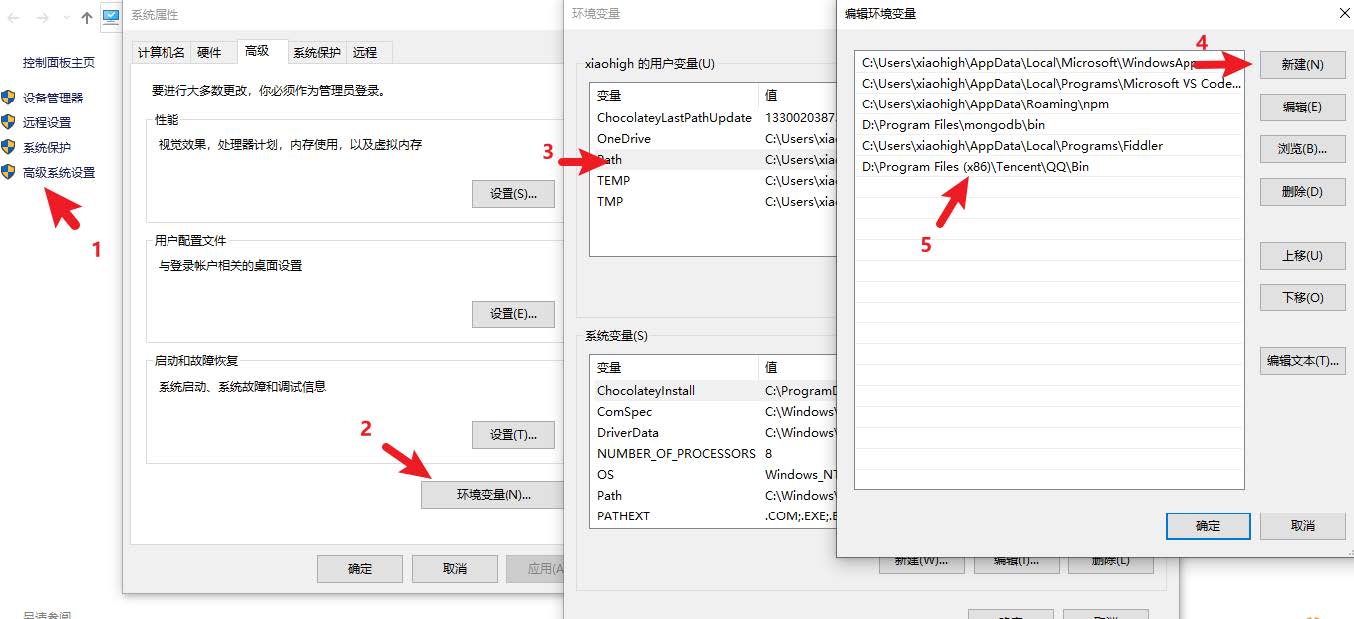 控制面板主页
设备管理器
远程设置
系统保护
高级系统设置
1
系统属性
计算机名 硬件 高级 系统保护 远程
要进行大多数更改，你必须作为管理员登录。
性能
视觉效果，处理器计划，内存使用，以及虚拟内存
设置(S)...
用户配置文件
与登录帐户相关的桌面设置
设置(E)...
启动和故障恢复
系统启动、系统故障和调试信息
设置(T)...
2
环境变量(N)...
确定 取消 应用(A
环境变量
xiaohigh 的用户变量(U)
变量 值
ChocolateyLastPathUpdate 1330020387
OneDrive C:\Users\xia
3
Path C:\Users\xia
TEMP C:\Users\xia
TMP C:\Users\xia
系统变量(S)
变量 值
ChocolateyInstall C:\Program
ComSpec C:\Windows\
DriverData C:\Windows\
NUMBER_OF_PROCESSORS 8
OS Windows_NT
Path C:\Windows\
PATHEXT .COM;.EXE;.
新建(W)... 编辑(I)... 删除(L)
确定 取消
编辑环境变量
4
C:\Users\xiaohigh\AppData\Local\Microsoft\WindowsApp
C:\Users\xiaohigh\AppData\Local\Programs\Microsoft VS Code...
C:\Users\xiaohigh\AppData\Roaming\npm
D:\Program Files\mongodb\bin
C:\Users\xiaohigh\AppData\Local\Programs\Fiddler
D:\Program Files (x86)\Tencent\QQ\Bin
5
新建(N)
编辑(E)
浏览(B)...
删除(D)
上移(U)
下移(O)
编辑文本(T)...
确定 取消